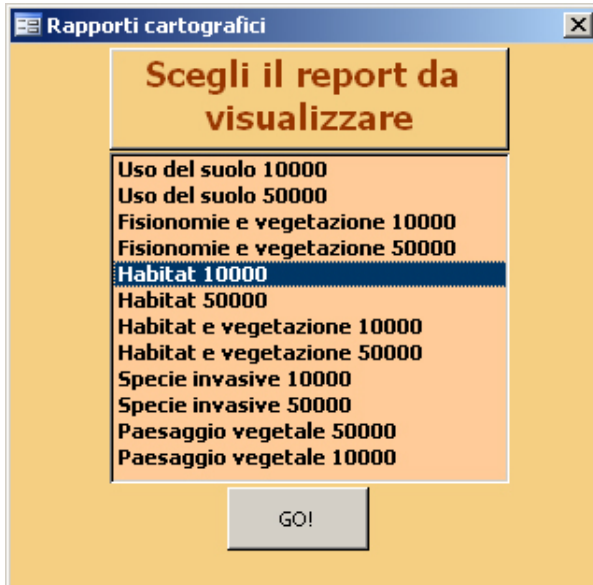 Rapporti cartografici
Scegli il report da
visualizzare
Uso del suolo 10000
Uso del suolo 50000
Fisionomie e vegetazione 10000
Fisionomie e vegetazione 50000
Habitat 10000
Habitat 50000
Habitat e vegetazione 10000
Habitat e vegetazione 50000
Specie invasive 10000
Specie invasive 50000
Paesaggio vegetale 50000
Paesaggio vegetale 10000
GO!